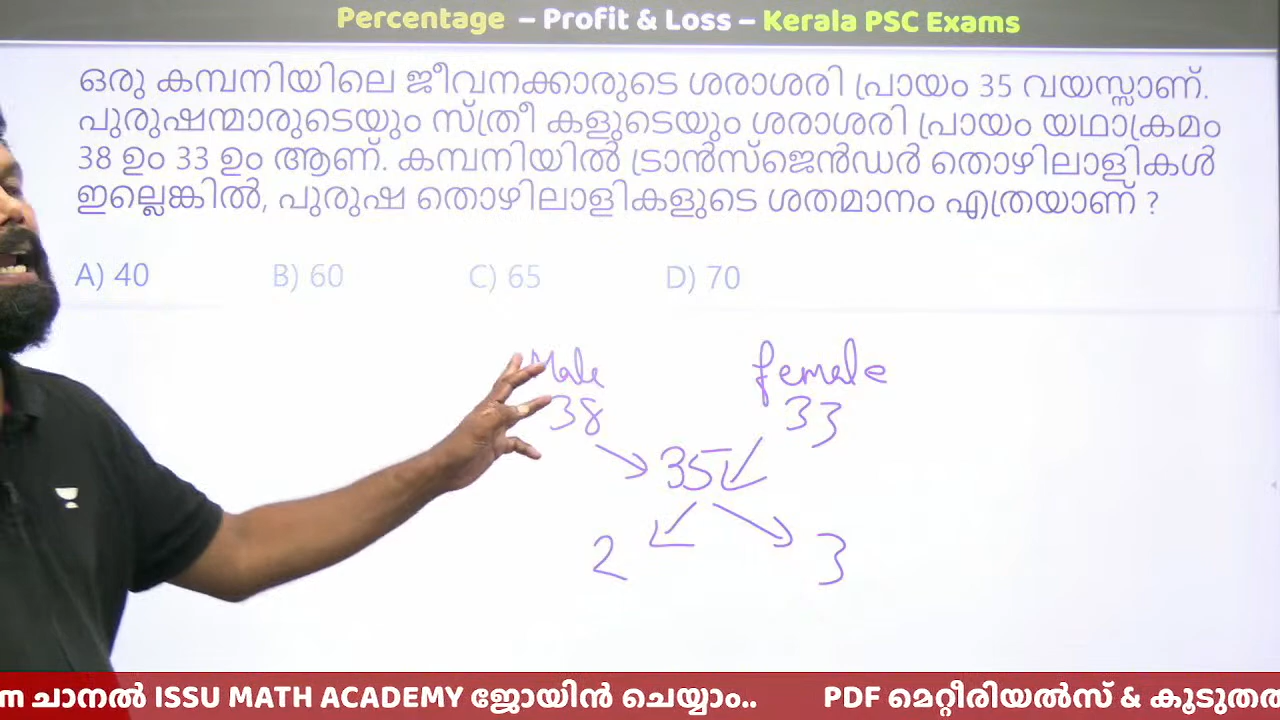 Percentage – Profit & Loss – Kerala PSC Exams
ഒരു കമ്പനിയിലെ ജീവനക്കാരുടെ ശരാശരി പ്രായം 35 വയസ്സാണ്.
പുരുഷന്മാരുടെയും സ്ത്രീ കളുടെയും ശരാശരി പ്രായം യഥാക്രമം
38 ഉം 33 ഉം ആണ്. കമ്പനിയിൽ ട്രാൻസ്ജെൻഡർ തൊഴിലാളികൾ
ഇല്ലെങ്കിൽ, പുരുഷ തൊഴിലാളികളുടെ ശതമാനം എത്രയാണ് ?
A) 40 B) 60 C) 65 D) 70
Male female
38 33
35
2 3
ചാനൽ ISSU MATH ACADEMY ജോയിൻ ചെയ്യാം.. PDF മെറ്റീരിയൽസ് &